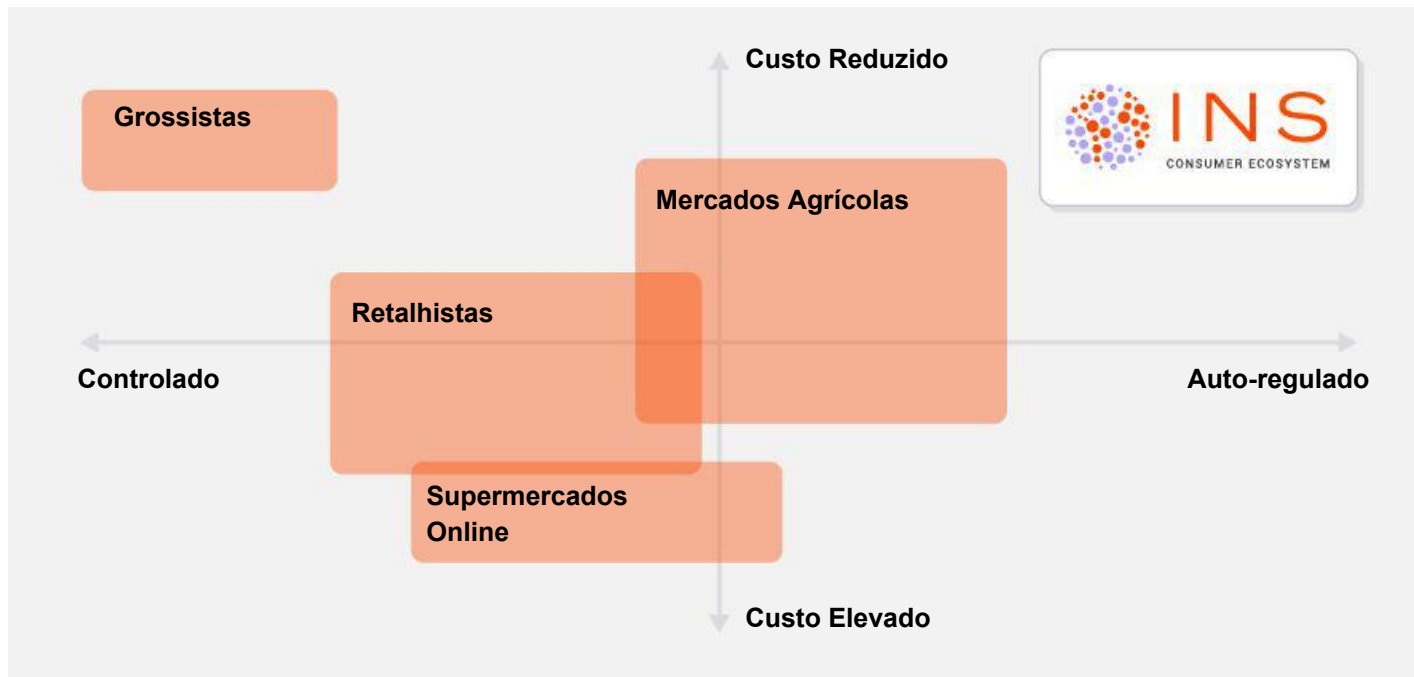 Custo Reduzido
Grossistas
INS
CONSUMER ECOSYSTEM
Mercados Agrícolas
Retalhistas
Controlado
Auto-regulado
Supermercados
Online
Custo Elevado